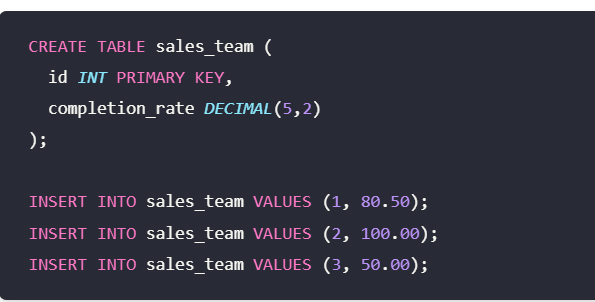 CREATE TABLE sales_team (
  id INT PRIMARY KEY,
  completion_rate DECIMAL(5,2)
);

INSERT INTO sales_team VALUES (1, 80.50);
INSERT INTO sales_team VALUES (2, 100.00);
INSERT INTO sales_team VALUES (3, 50.00);